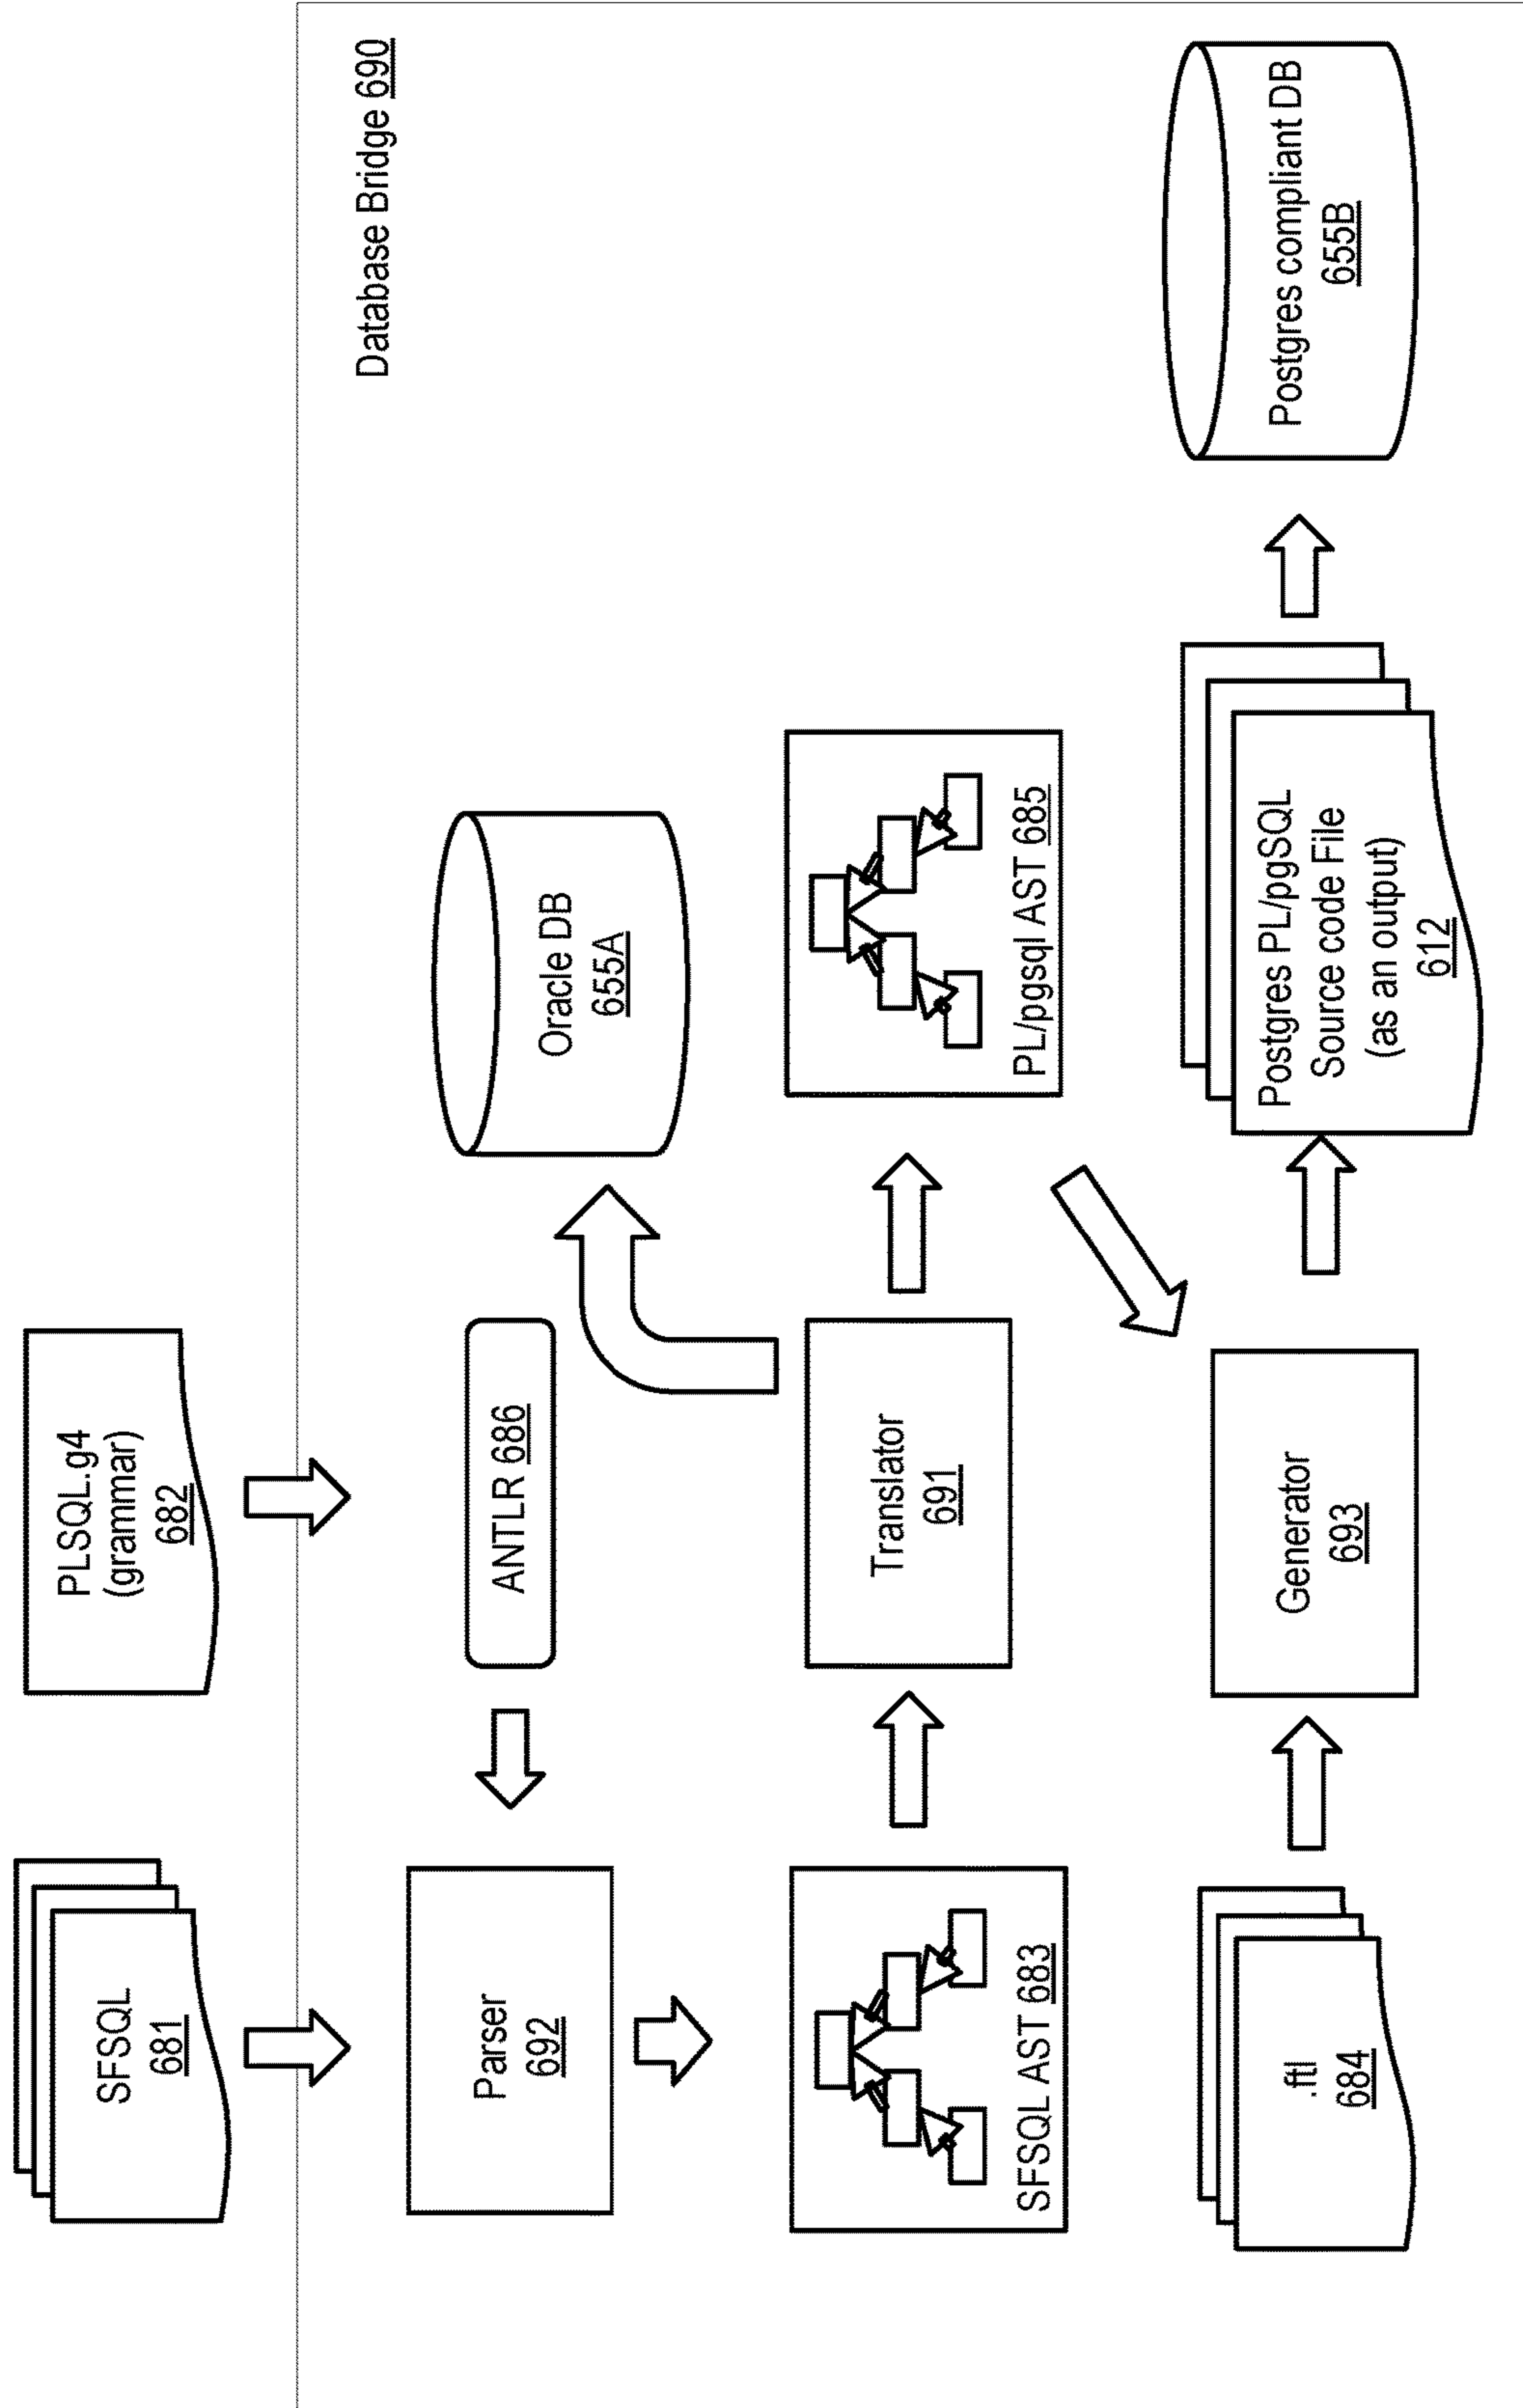 SFSQL
681
PLSQL.g4
(grammar)
682
Database Bridge 690
Parser
692
ANTLR 686
Oracle DB
655A
SFSQL AST 683
Translator
691
PL/pgsql AST 685
.ftl
684
Generator
693
Postgres PL/pgSQL
Source code File
(as an output)
612
Postgres compliant DB
655B